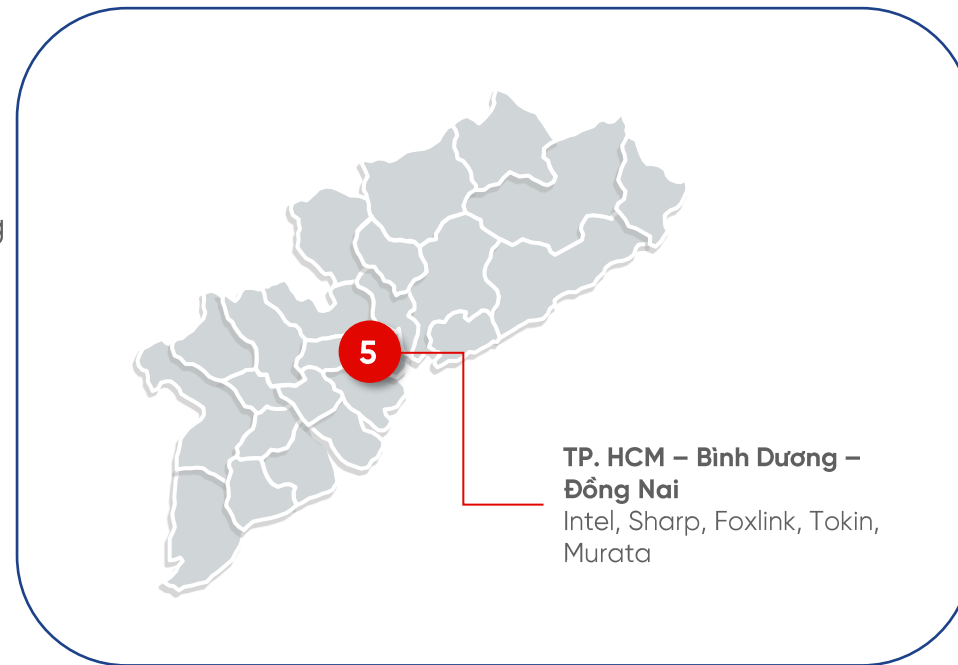 5
TP. HCM – Bình Dương –
Đồng Nai
Intel, Sharp, Foxlink, Tokin,
Murata